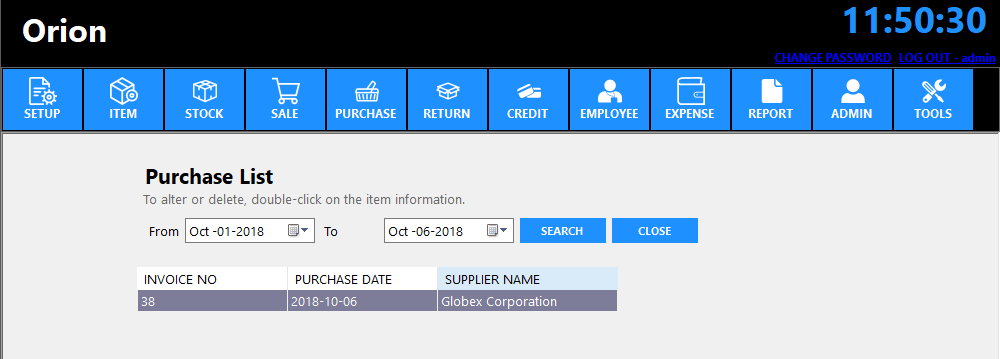 Orion
11:50:30
CHANGE PASSWORD LOG OUT - admin
SETUP ITEM STOCK SALE PURCHASE RETURN CREDIT EMPLOYEE EXPENSE REPORT ADMIN TOOLS
Purchase List
To alter or delete, double-click on the item information.
From Oct -01-2018 To Oct -06-2018 SEARCH CLOSE
INVOICE NO PURCHASE DATE SUPPLIER NAME
38 2018-10-06 Globex Corporation